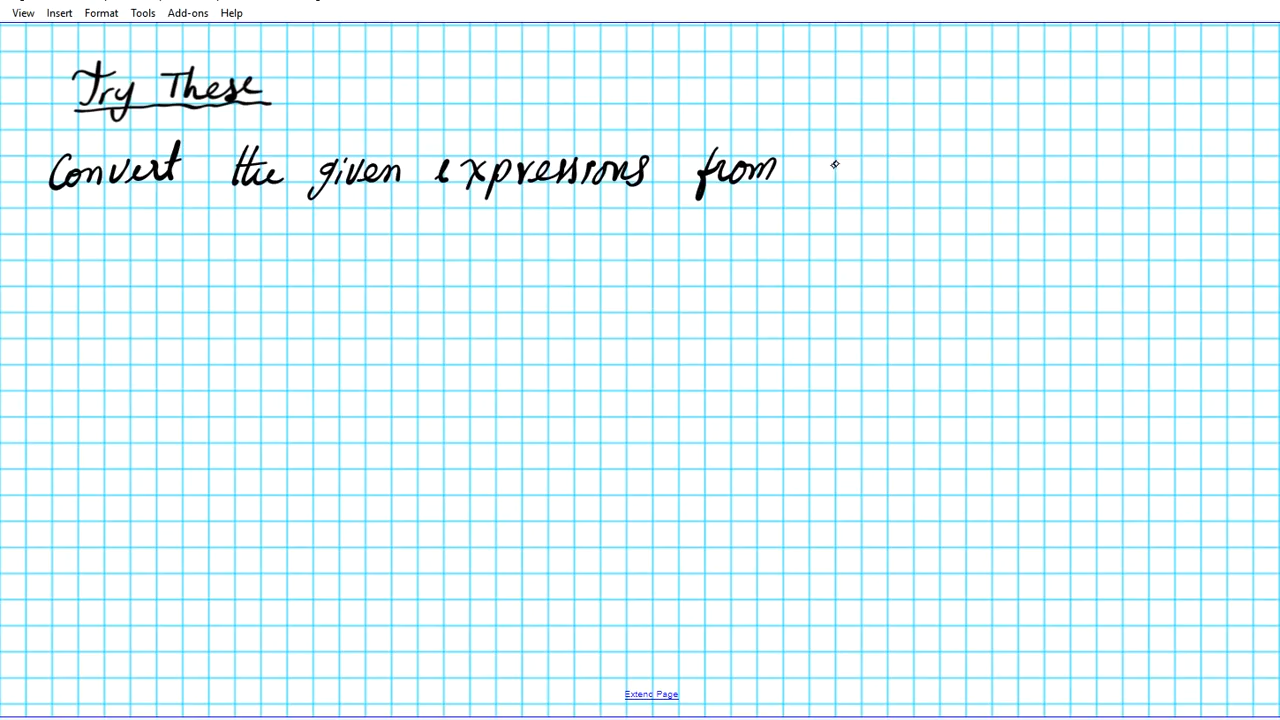 View Insert Format Tools Add-ons Help
Try These
Convert the given expressions from
Extend Page